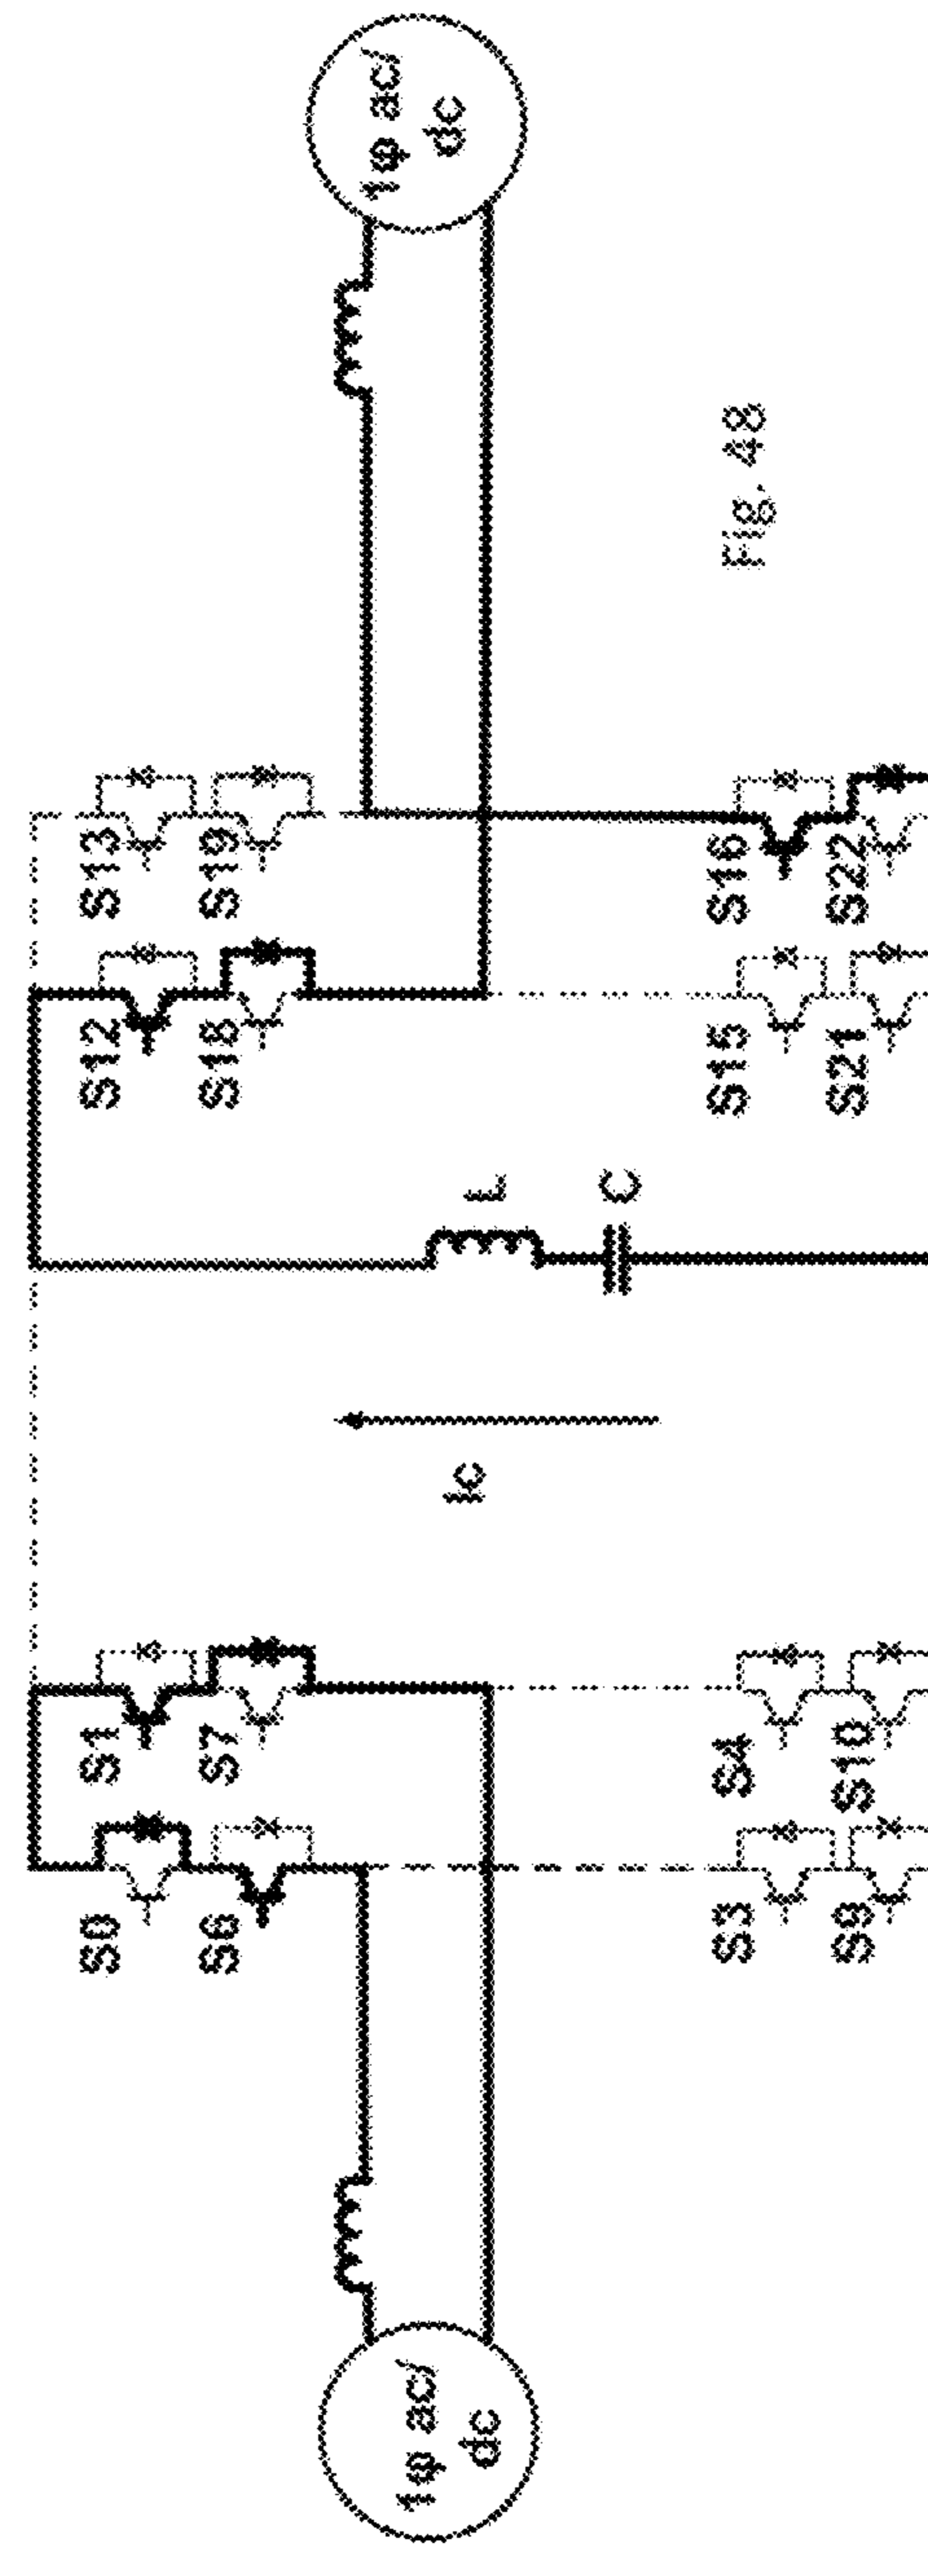 1φ ac/
dc
S0
S6
S1
S7
S3
S9
S4
S10
Ic
L
C
S12
S18
S13
S19
S15
S21
S16
S22
1φ ac/
dc
Fig. 48